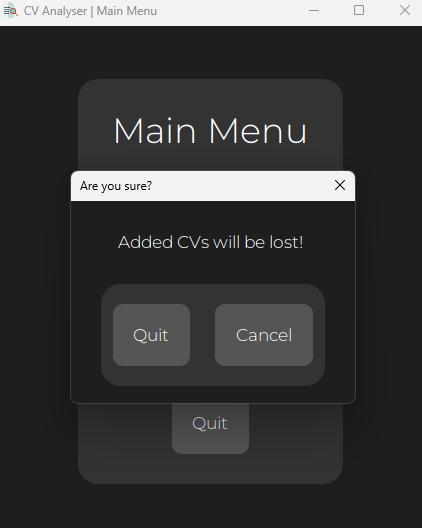 CV Analyser | Main Menu
Main Menu
Are you sure?
Added CVs will be lost!
Quit
Cancel
Quit